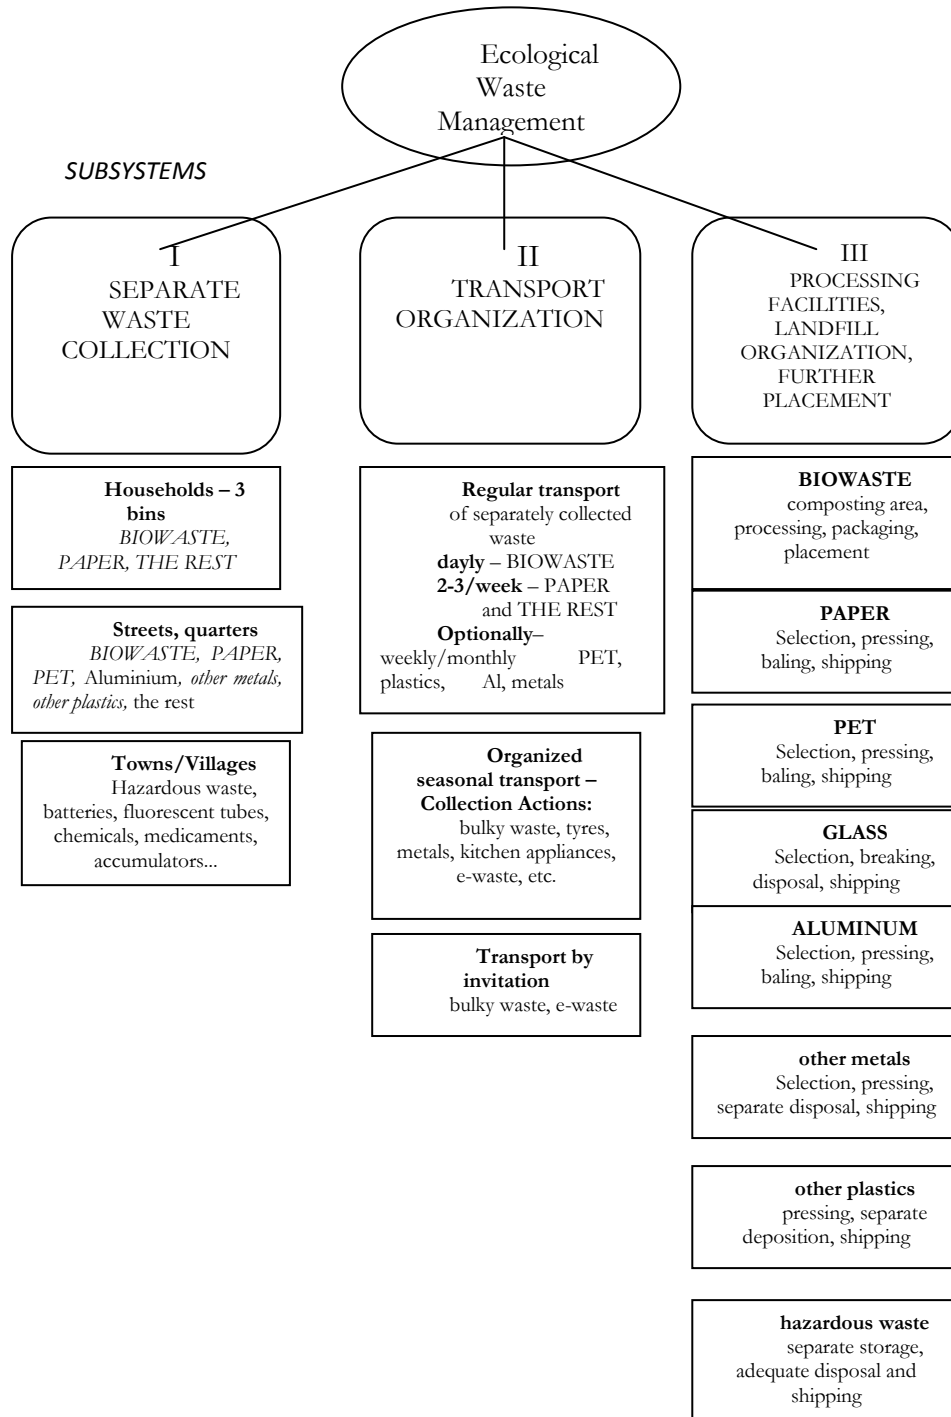 Ecological
Waste
Management
SUBSYSTEMS
I
SEPARATE
WASTE
COLLECTION
Households – 3
bins
BIOWASTE,
PAPER, THE REST
Streets, quarters
BIOWASTE, PAPER,
PET, Aluminium, other metals,
other plastics, the rest
Towns/Villages
Hazardous waste,
batteries, fluorescent tubes,
chemicals, medicaments,
accumulators...
II
TRANSPORT
ORGANIZATION
Regular transport
of separately collected
waste
dayly – BIOWASTE
2-3/week – PAPER
and THE REST
Optionally–
weekly/monthly PET,
plastics, Al, metals
Organized
seasonal transport –
Collection Actions:
bulky waste, tyres,
metals, kitchen appliances,
e-waste, etc.
Transport by
invitation
bulky waste, e-waste
III
PROCESSING
FACILITIES,
LANDFILL
ORGANIZATION,
FURTHER
PLACEMENT
BIOWASTE
composting area,
processing, packaging,
placement
PAPER
Selection, pressing,
baling, shipping
PET
Selection, pressing,
baling, shipping
GLASS
Selection, breaking,
disposal, shipping
ALUMINUM
Selection, pressing,
baling, shipping
other metals
Selection, pressing,
separate disposal, shipping
other plastics
pressing, separate
deposition, shipping
hazardous waste
separate storage,
adequate disposal and
shipping